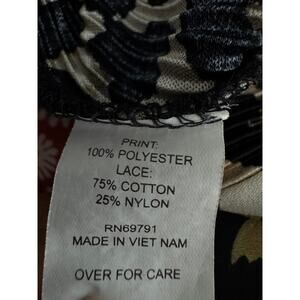 PRINT:
100% POLYESTER
LACE:
75% COTTON
25% NYLON
RN69791
MADE IN VIET NAM
OVER FOR CARE